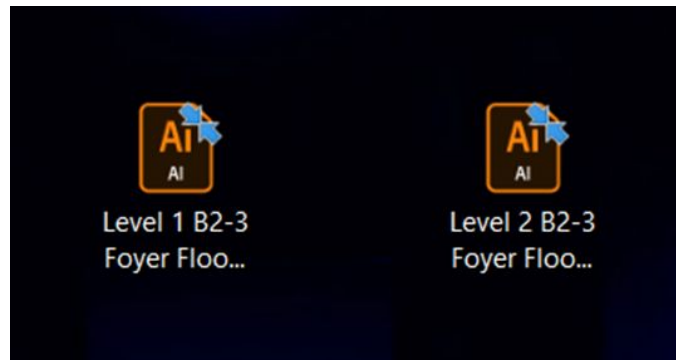 Ai
AI
Level 1 B2-3
Foyer Floo...
Ai
AI
Level 2 B2-3
Foyer Floo...